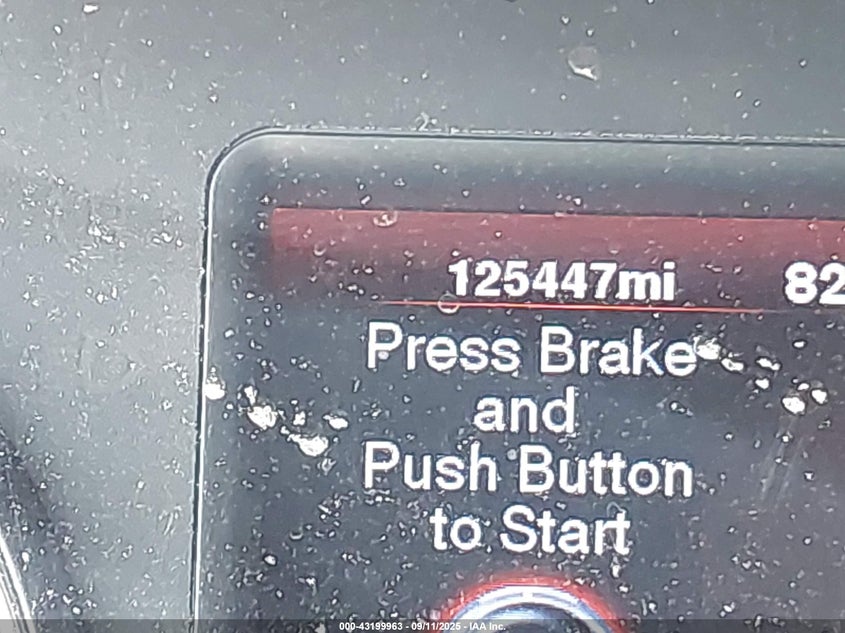 125447mi 82
Press Brake
and
Push Button
to Start
000-43199963 - 09/11/2025 - IAA Inc.